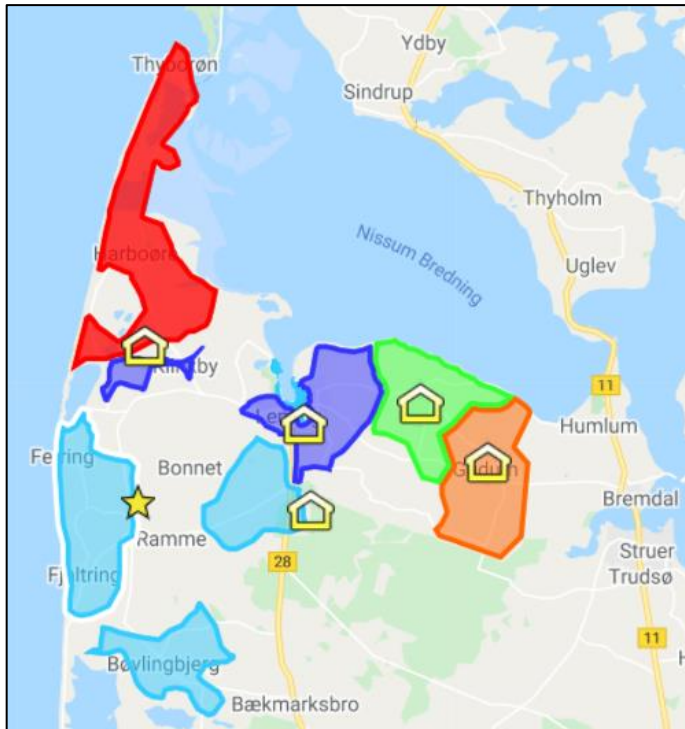 Ydby
Thyborøn
Sindrup
Thyholm
Nissum Bredning
Harboøre
Uglev
Klinkby
11
Humlum
Ferring
Bonnet
Gudum
Bremdal
Ramme
Struer
28
Fjaltring
Trudsø
11
Bøvlingbjerg
H
Bækmarksbro